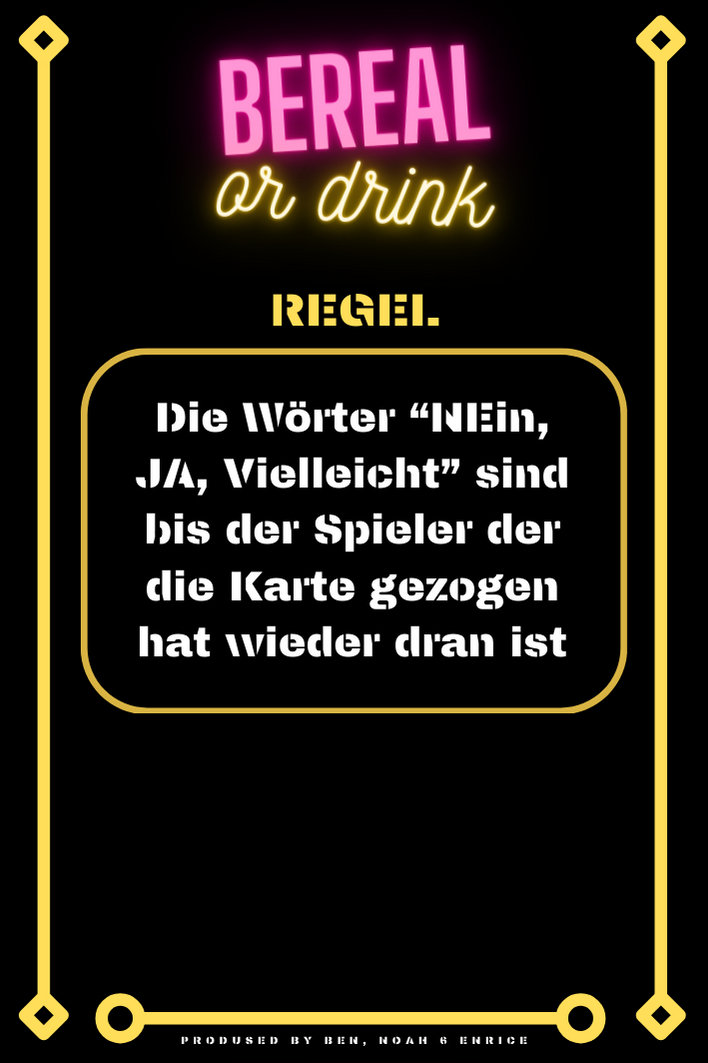 BEREAL
or drink
REGEL
Die Wörter “NEin,
JA, Vielleicht” sind
bis der Spieler der
die Karte gezogen
hat wieder dran ist
PRODUSED BY BEN, NOAH & ENRICE